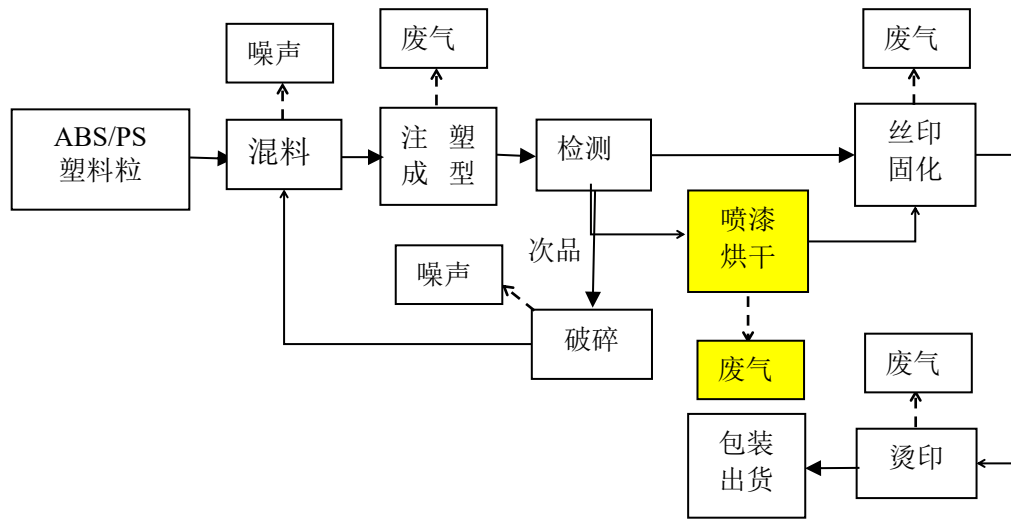 废气
废气
噪声
ABS/PS
塑料粒
混料
注 塑
成 型
检测
丝印
固化
喷漆
烘干
次品
噪声
破碎
废气
废气
包装
出货
烫印